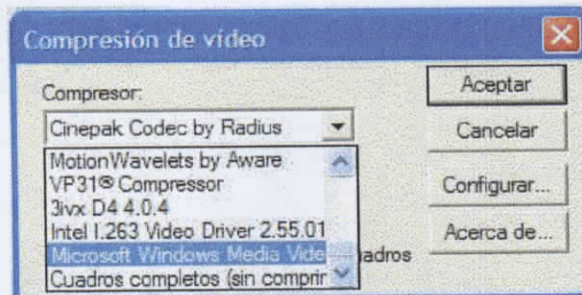 Compresión de vídeo
Compresor:
Cinepak Codec by Radius
MotionWavelets by Aware
VP31® Compressor
3ivx D4 4.0.4
Intel I.263 Video Driver 2.55.01
Microsoft Windows Media Vide
adros
Cuadros completos (sin comprir
Aceptar
Cancelar
Configurar...
Acerca de...